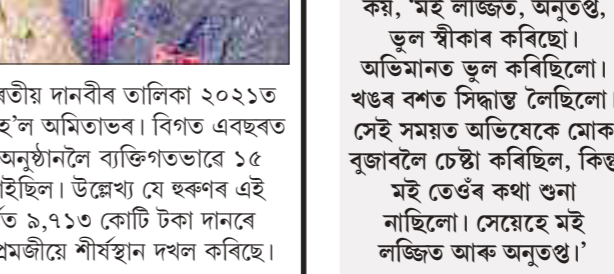 ৰতীয় দানবীৰ তালিকা ২০২১ত
হ'ল অমিতাভৰ। বিগত এবছৰত
অনুষ্ঠানলৈ ব্যক্তিগতভাৱে ১৫
উল্লেখ্য যে হুৰুণৰ এই
ত ৯,৭১৩ কোটি টকা দানৰে
প্ৰেমজীয়ে শীৰ্ষস্থান দখল কৰিছে।
কয়, 'মই লজ্জিত, অনুতপ্ত,
ভুল স্বীকাৰ কৰিছো।
অভিমানত ভুল কৰিছিলো।
খঙৰ বশত সিদ্ধান্ত লৈছিলো।
সেই সময়ত অভিষেকে মোক
বুজাবলৈ চেষ্টা কৰিছিল, কিন্তু
মই তেওঁৰ কথা শুনা
নাছিলো। সেয়েহে মই
লজ্জিত আৰু অনুতপ্ত।'